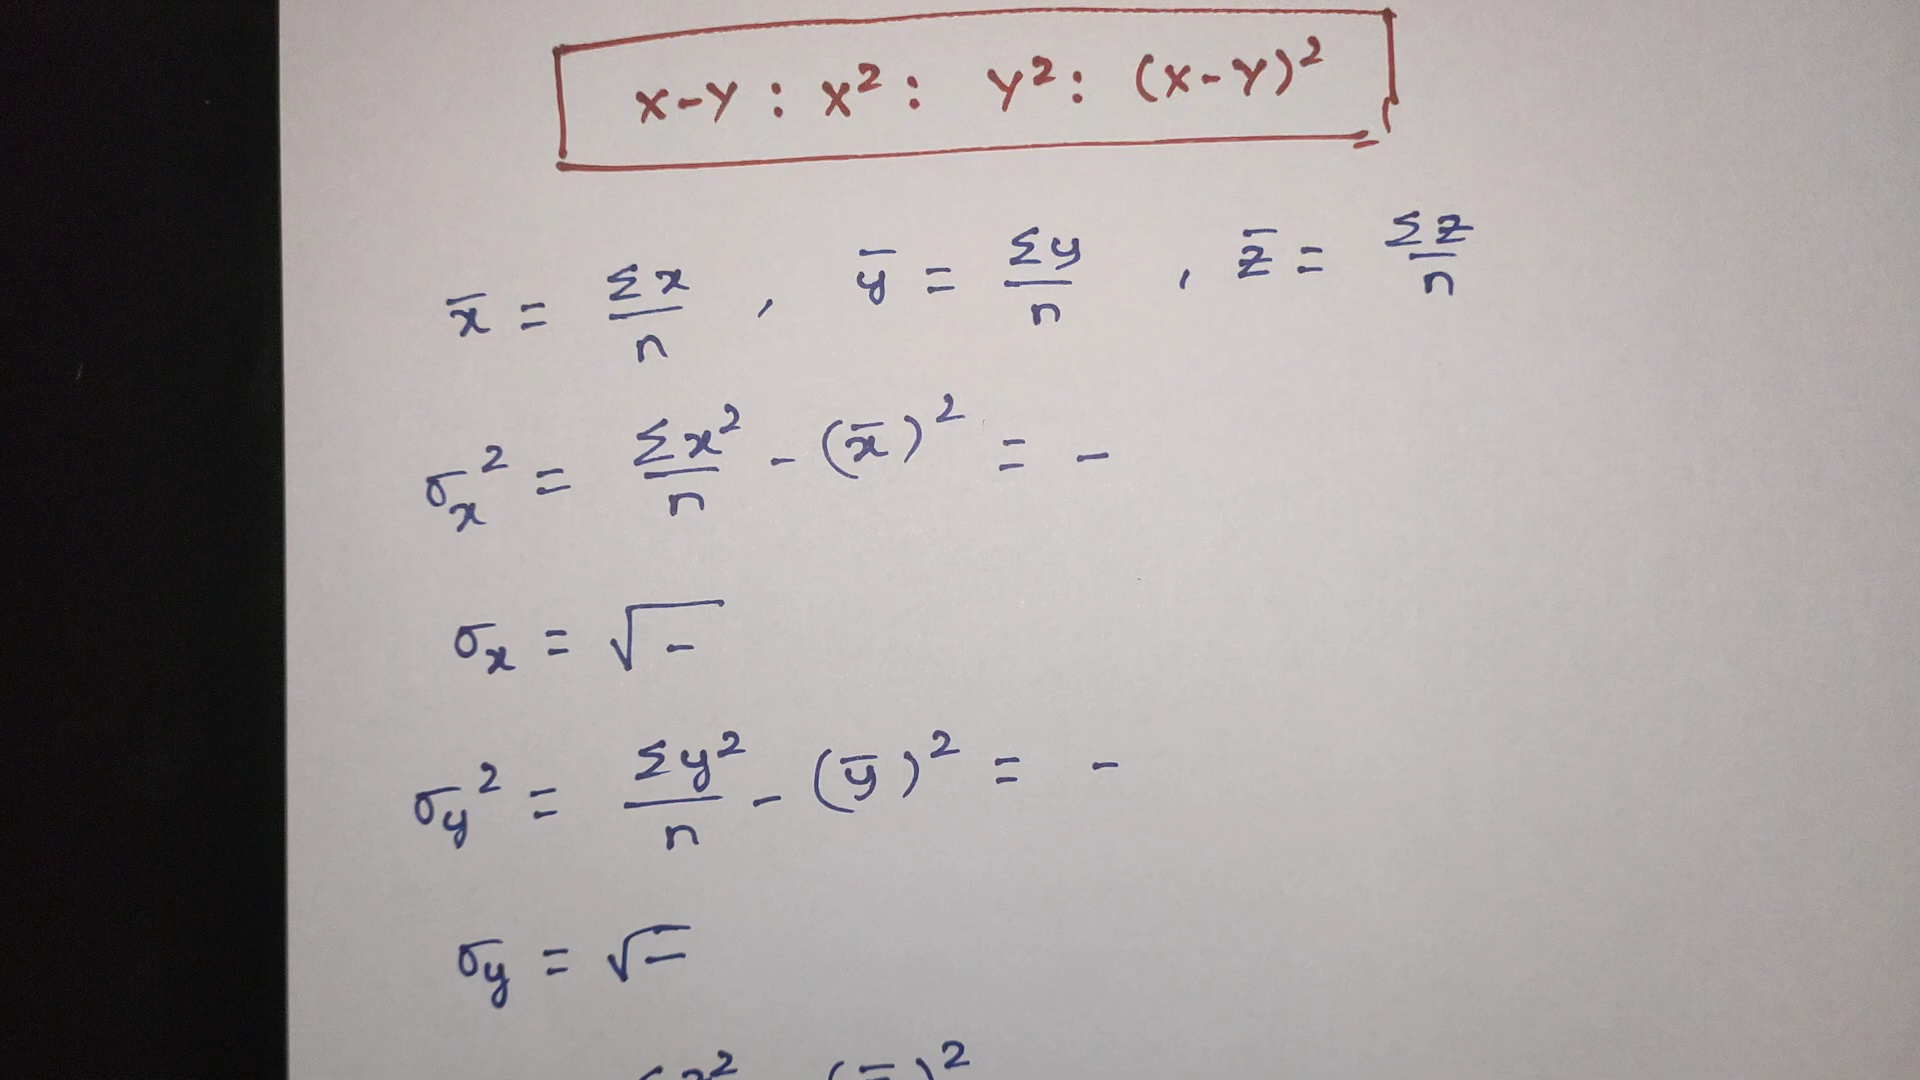 x-y : x² : y² : (x-y)²
x̄ = Σx/n , ȳ = Σy/n , z̄ = Σz/n
σx² = Σx²/n - (x̄)² = -
σx = √-
σy² = Σy²/n - (ȳ)² = -
σy = √-